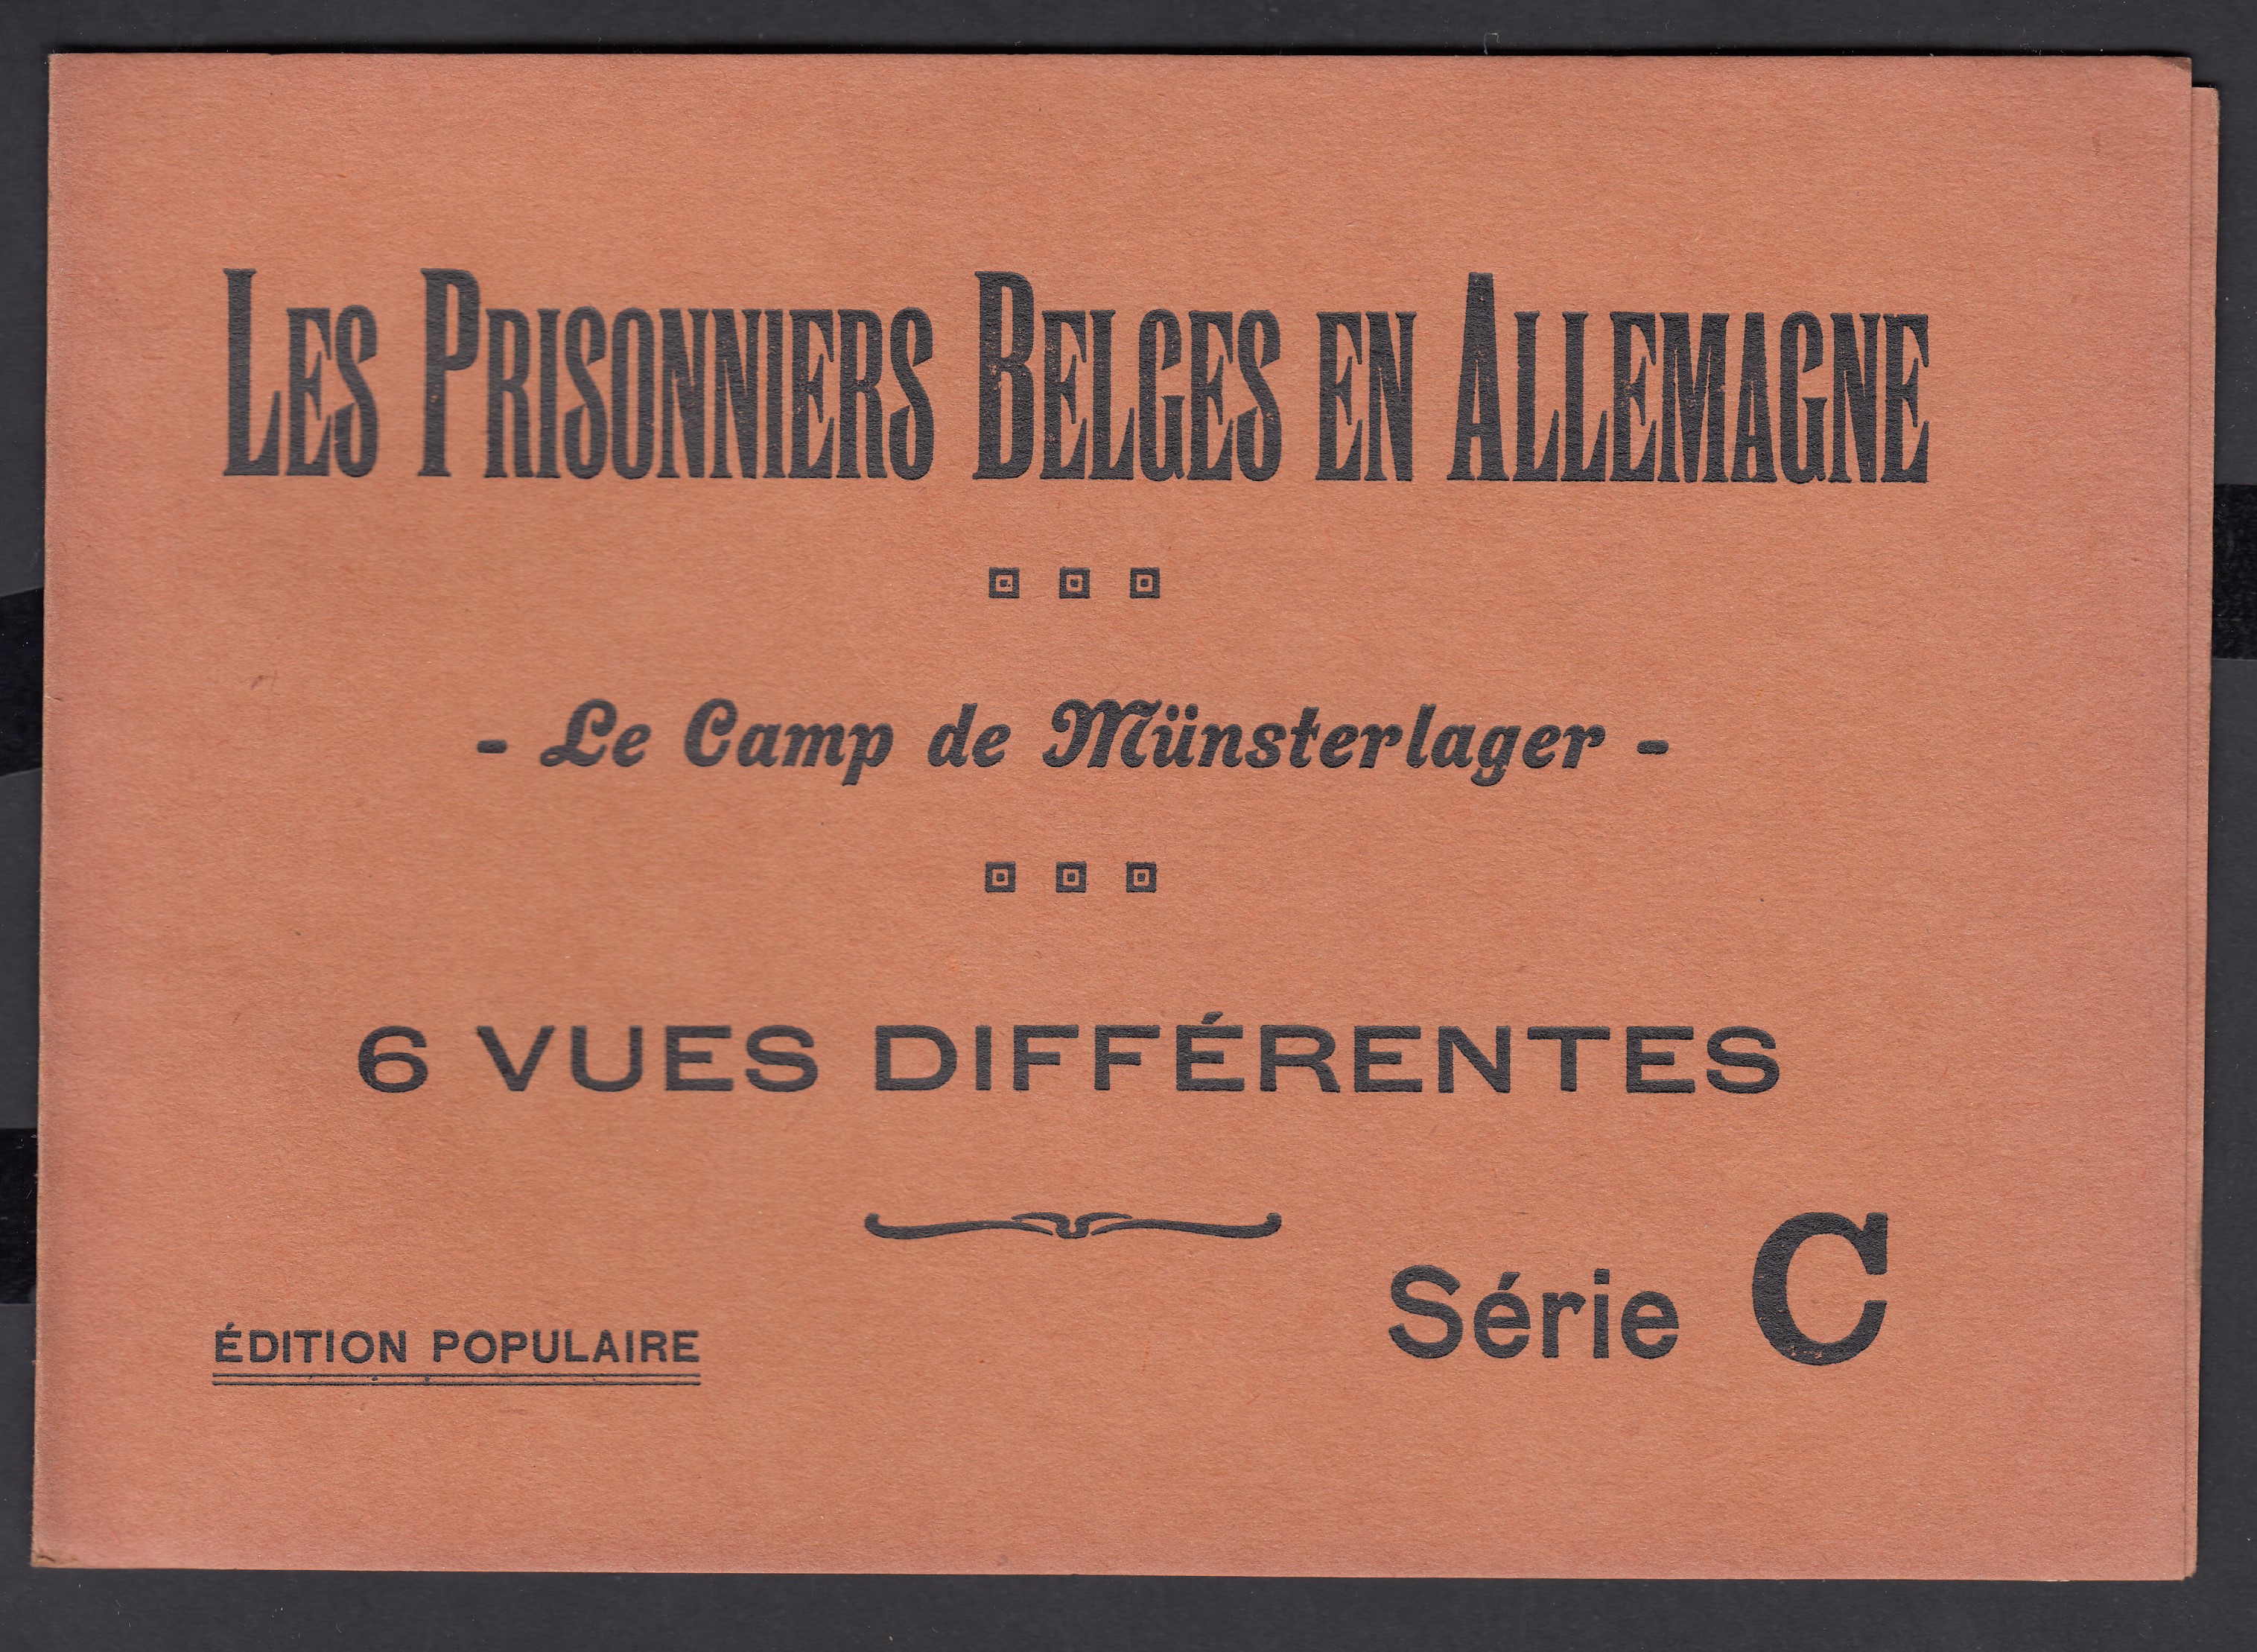 LES PRISONNIERS BELGES EN ALLEMAGNE
- Le Camp de Münsterlager -
6 VUES DIFFÉRENTES
Série C
ÉDITION POPULAIRE